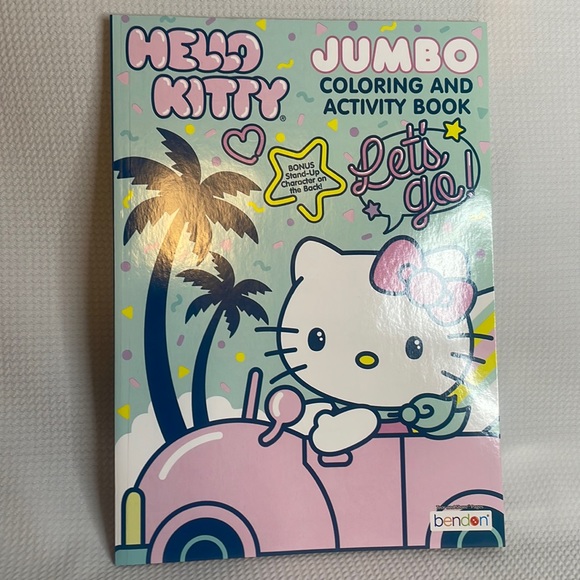 HELLO
KITTY®
JUMBO
COLORING AND
ACTIVITY BOOK
BONUS
Stand-Up
Character on
the Back!
Let's
go!
bendon®